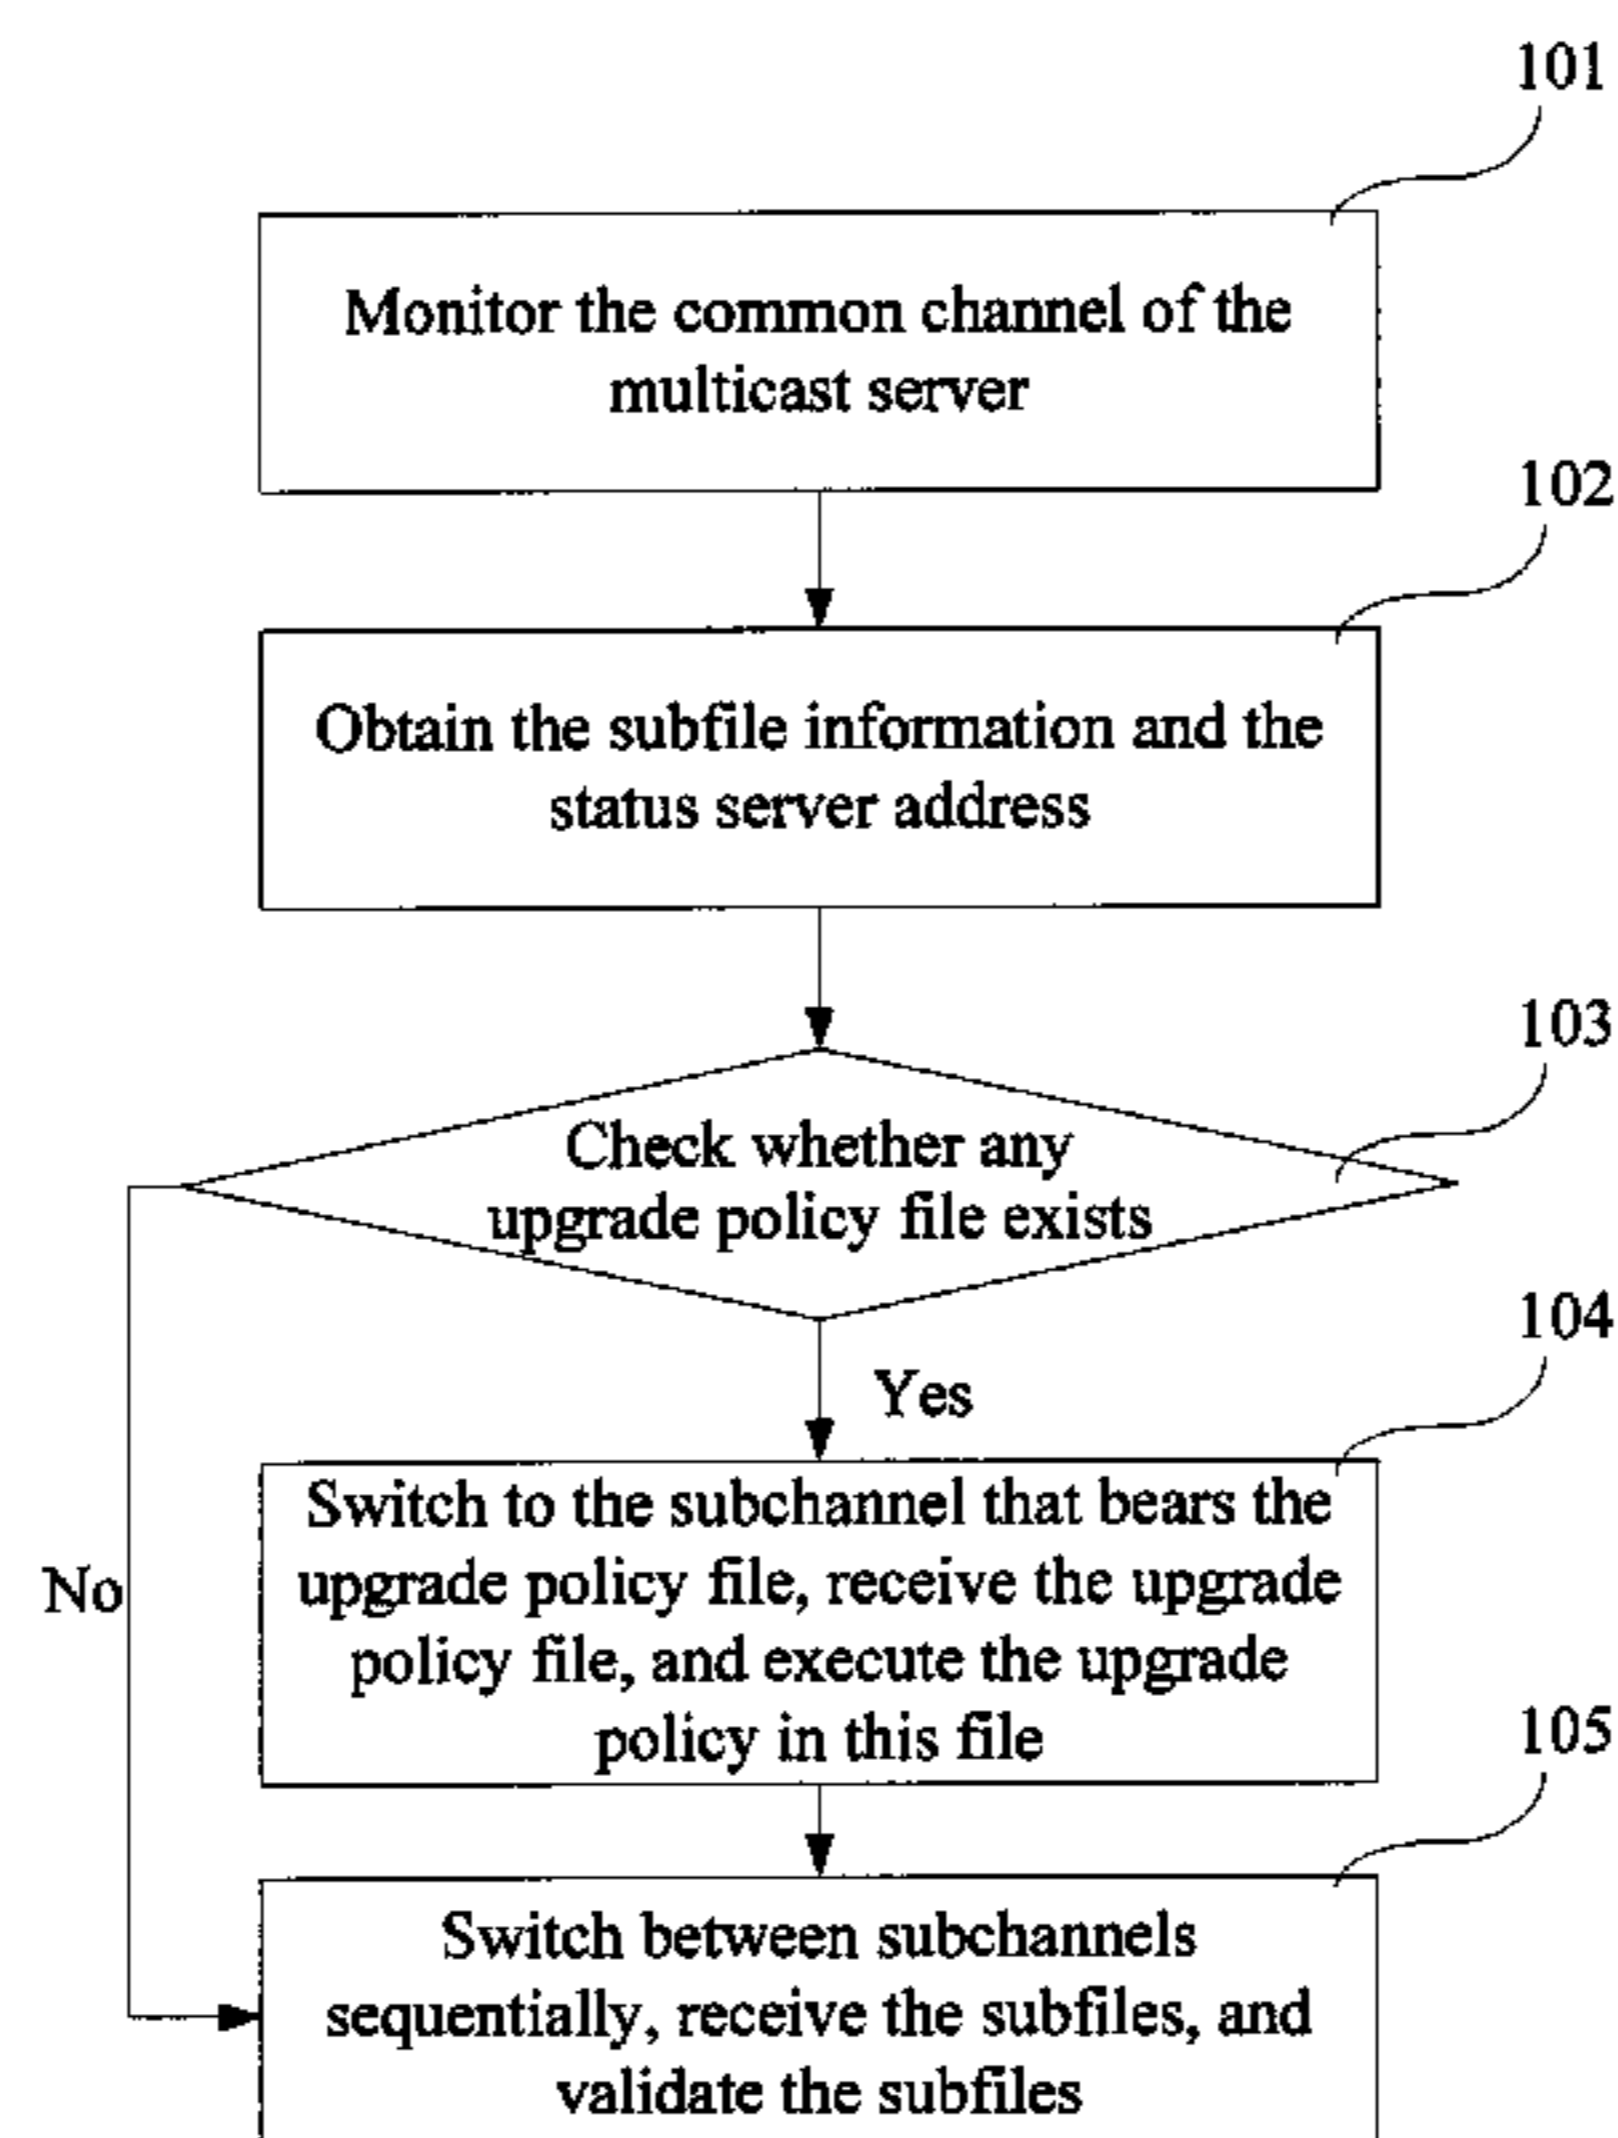 101
Monitor the common channel of the
multicast server
102
Obtain the subfile information and the
status server address
103
Check whether any
upgrade policy file exists
104
Yes
Switch to the subchannel that bears the
upgrade policy file, receive the upgrade
policy file, and execute the upgrade
policy in this file
No
105
Switch between subchannels
sequentially, receive the subfiles, and
validate the subfiles